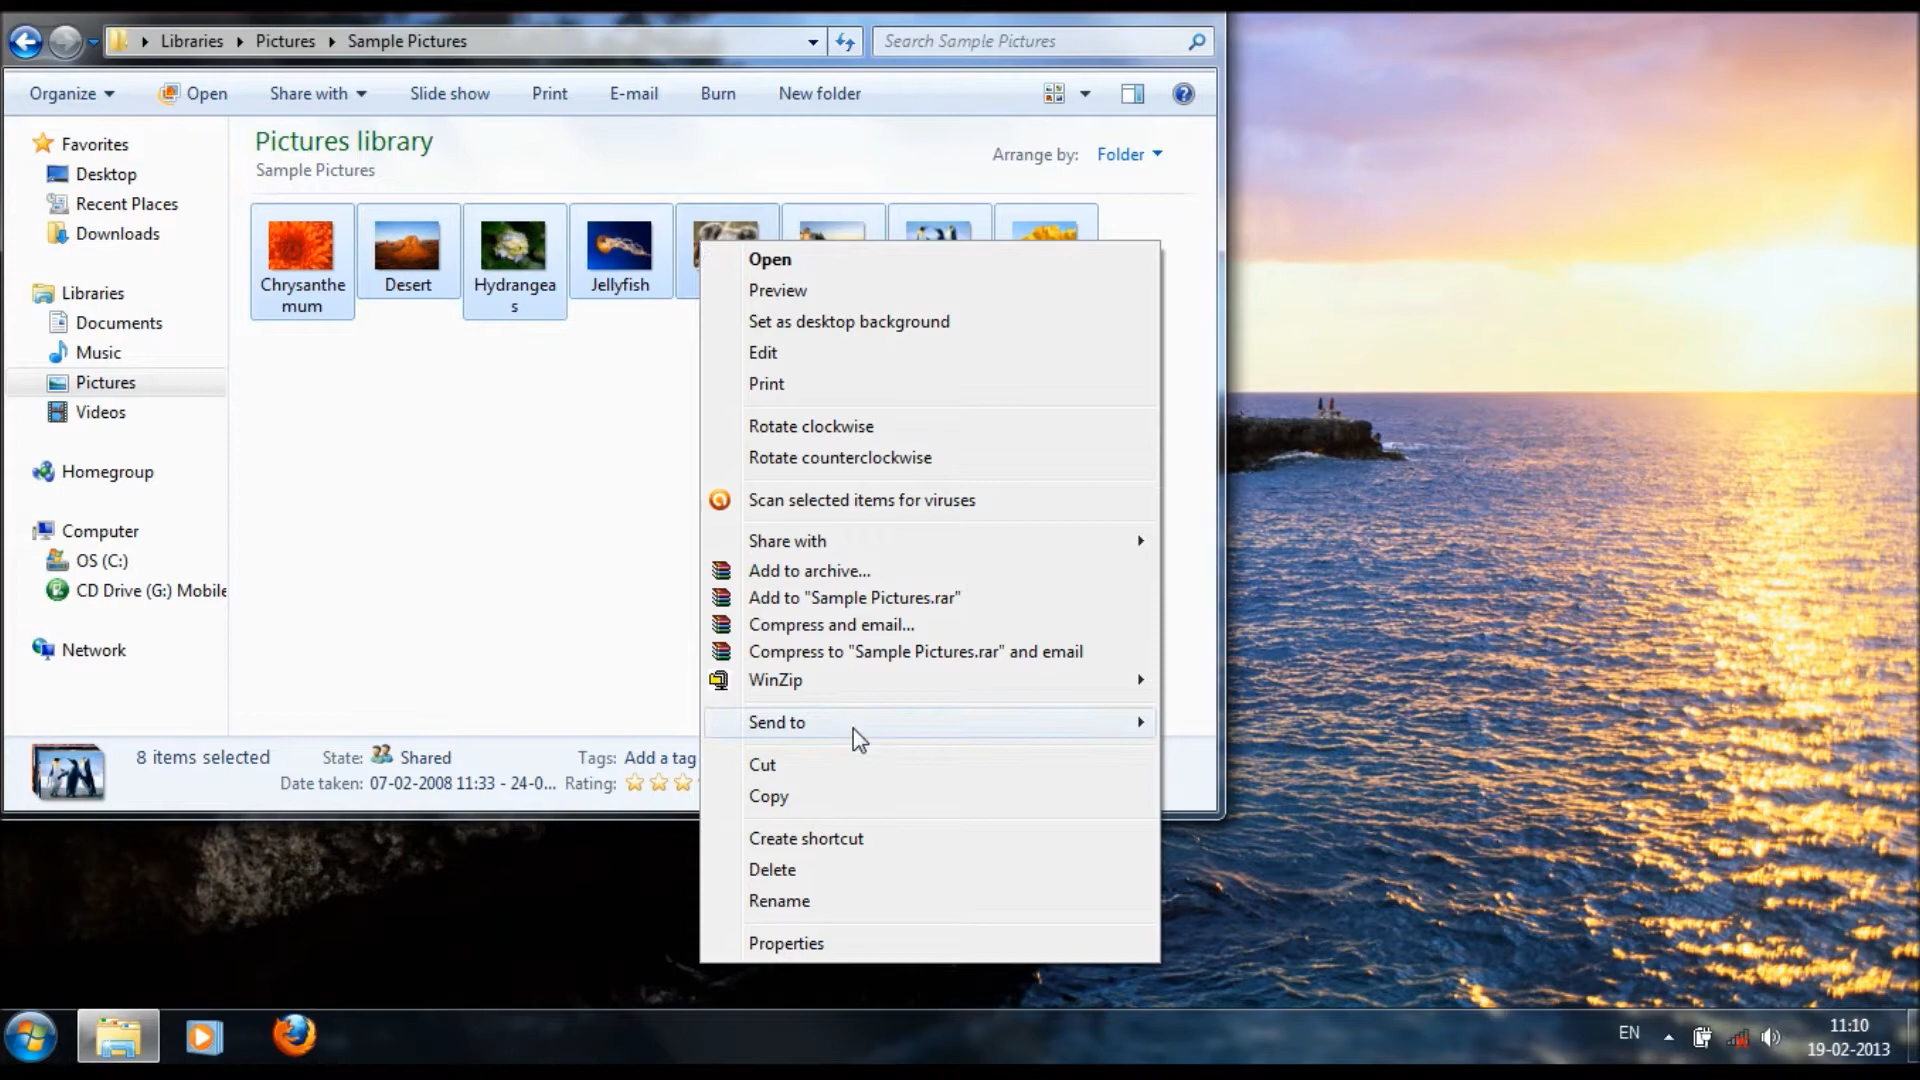 Libraries
Pictures
Sample Pictures
Search Sample Pictures
Organize
Open
Share with
Slide show
Print
E-mail
Burn
New folder
Favorites
Desktop
Recent Places
Downloads
Libraries
Documents
Music
Pictures
Videos
Homegroup
Computer
OS (C:)
CD Drive (G:) Mobile
Network
Pictures library
Sample Pictures
Arrange by: Folder
Chrysanthe
mum
Desert
Hydrangea
s
Jellyfish
Open
Preview
Set as desktop background
Edit
Print
Rotate clockwise
Rotate counterclockwise
Scan selected items for viruses
Share with
Add to archive...
Add to "Sample Pictures.rar"
Compress and email...
Compress to "Sample Pictures.rar" and email
WinZip
Send to
Cut
Copy
Create shortcut
Delete
Rename
Properties
8 items selected
State: Shared
Tags: Add a tag
Date taken: 07-02-2008 11:33 - 24-0...
Rating:
EN
11:10
19-02-2013